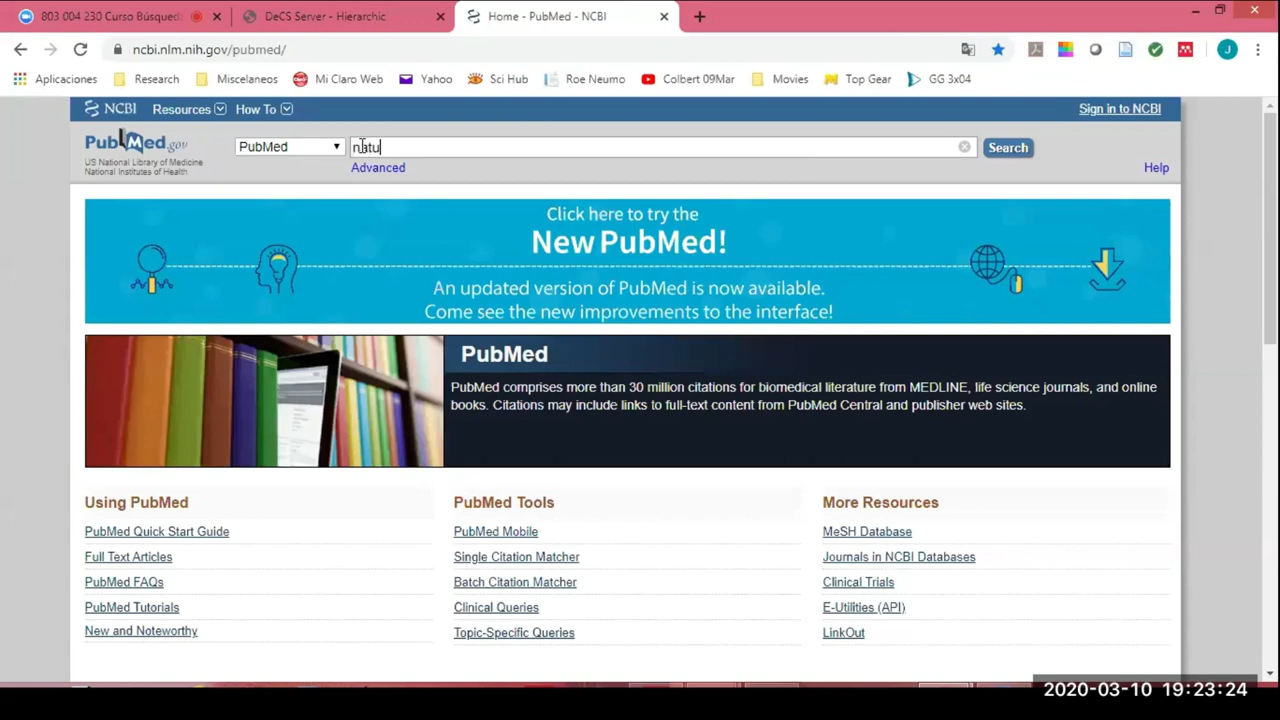 803 004 230 Curso Búsqued
DeCS Server - Hierarchic
Home - PubMed - NCBI
ncbi.nlm.nih.gov/pubmed/
J
Aplicaciones
Research
Miscelaneos
Mi Claro Web
Yahoo
Sci Hub
Roe Neumo
Colbert 09Mar
Movies
Top Gear
GG 3x04
NCBI
Resources
How To
Sign in to NCBI
PubMed.gov
US National Library of Medicine
National Institutes of Health
PubMed
natu
Search
Advanced
Help
Click here to try the
New PubMed!
An updated version of PubMed is now available.
Come see the new improvements to the interface!
PubMed
PubMed comprises more than 30 million citations for biomedical literature from MEDLINE, life science journals, and online
books. Citations may include links to full-text content from PubMed Central and publisher web sites.
Using PubMed
PubMed Quick Start Guide
Full Text Articles
PubMed FAQs
PubMed Tutorials
New and Noteworthy
PubMed Tools
PubMed Mobile
Single Citation Matcher
Batch Citation Matcher
Clinical Queries
Topic-Specific Queries
More Resources
MeSH Database
Journals in NCBI Databases
Clinical Trials
E-Utilities (API)
LinkOut
2020-03-10 19:23:24